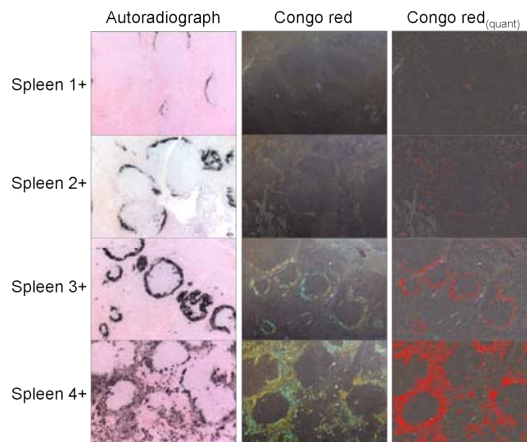 Autoradiograph Congo red Congo red(quant)
Spleen 1+
Spleen 2+
Spleen 3+
Spleen 4+